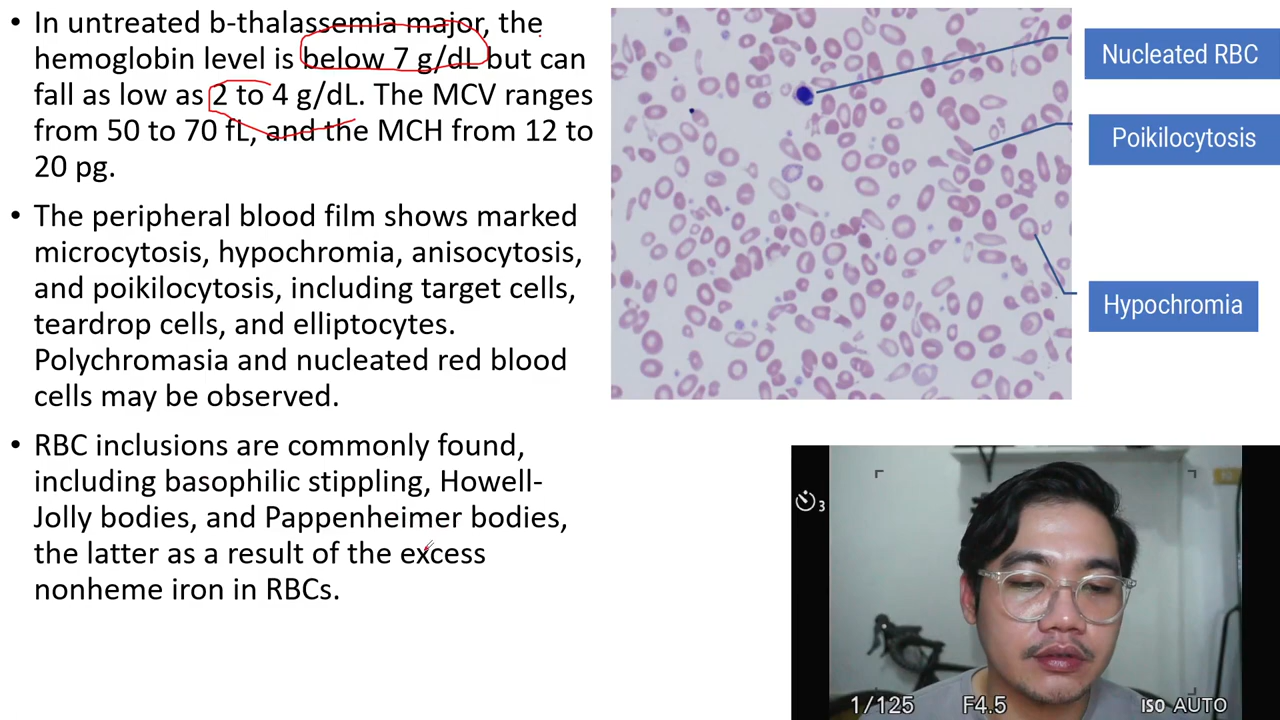 • In untreated b-thalassemia major, the
hemoglobin level is below 7 g/dL but can
fall as low as 2 to 4 g/dL. The MCV ranges
from 50 to 70 fL, and the MCH from 12 to
20 pg.
• The peripheral blood film shows marked
microcytosis, hypochromia, anisocytosis,
and poikilocytosis, including target cells,
teardrop cells, and elliptocytes.
Polychromasia and nucleated red blood
cells may be observed.
• RBC inclusions are commonly found,
including basophilic stippling, Howell-
Jolly bodies, and Pappenheimer bodies,
the latter as a result of the excess
nonheme iron in RBCs.
Nucleated RBC
Poikilocytosis
Hypochromia
3
1/125 F4.5 ISO AUTO